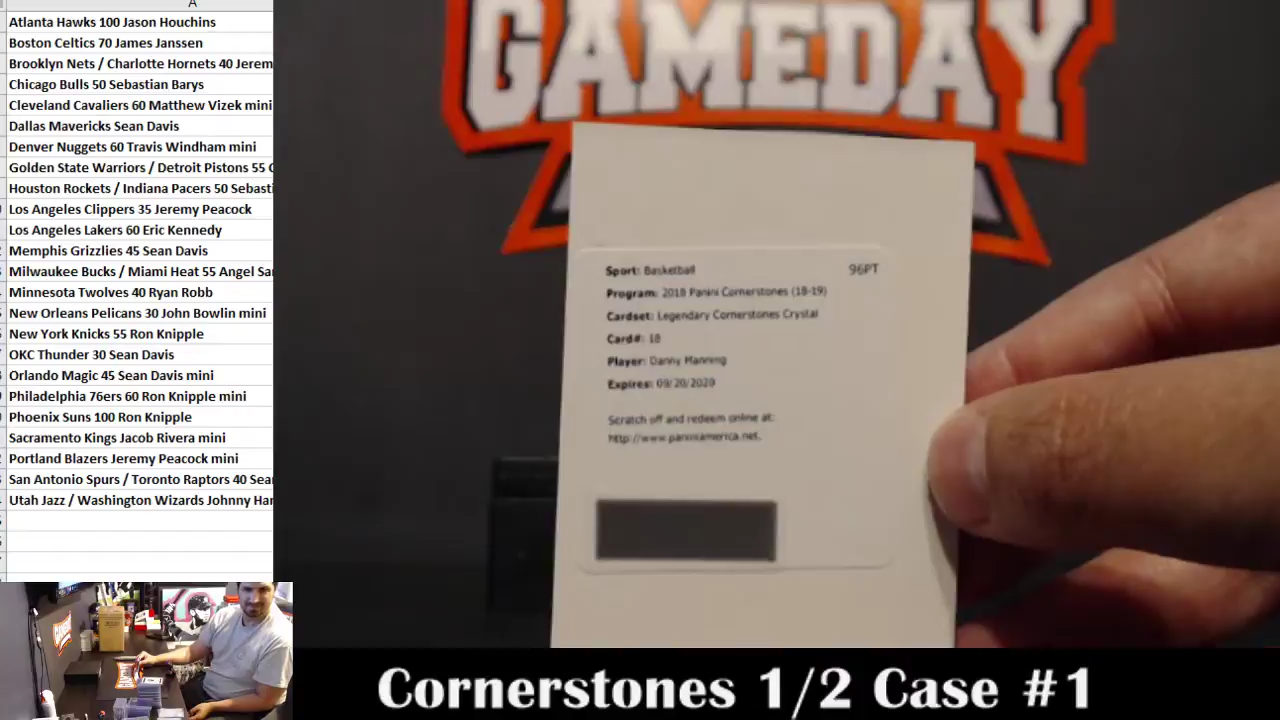 A
Atlanta Hawks 100 Jason Houchins
Boston Celtics 70 James Janssen
Brooklyn Nets / Charlotte Hornets 40 Jerem
Chicago Bulls 50 Sebastian Barys
Cleveland Cavaliers 60 Matthew Vizek mini
Dallas Mavericks Sean Davis
Denver Nuggets 60 Travis Windham mini
Golden State Warriors / Detroit Pistons 55
Houston Rockets / Indiana Pacers 50 Sebasti
Los Angeles Clippers 35 Jeremy Peacock
Los Angeles Lakers 60 Eric Kennedy
Memphis Grizzlies 45 Sean Davis
Milwaukee Bucks / Miami Heat 55 Angel San
Minnesota Twolves 40 Ryan Robb
New Orleans Pelicans 30 John Bowlin mini
New York Knicks 55 Ron Knipple
OKC Thunder 30 Sean Davis
Orlando Magic 45 Sean Davis mini
Philadelphia 76ers 60 Ron Knipple mini
Phoenix Suns 100 Ron Knipple
Sacramento Kings Jacob Rivera mini
Portland Blazers Jeremy Peacock mini
San Antonio Spurs / Toronto Raptors 40 Sean
Utah Jazz / Washington Wizards Johnny Har
GAMEDAY
Sport: Basketball 96PT
Program: 2018 Panini Cornerstones (18-19)
Cardset: Legendary Cornerstones Crystal
Card#: 18
Player: Danny Manning
Expires: 09/20/2020
Scratch off and redeem online at:
http://www.paniniamerica.net.
Cornerstones 1/2 Case #1